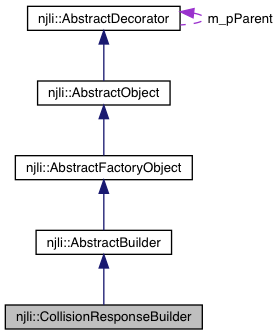 njli::AbstractDecorator
m_pParent
njli::AbstractObject
njli::AbstractFactoryObject
njli::AbstractBuilder
njli::CollisionResponseBuilder